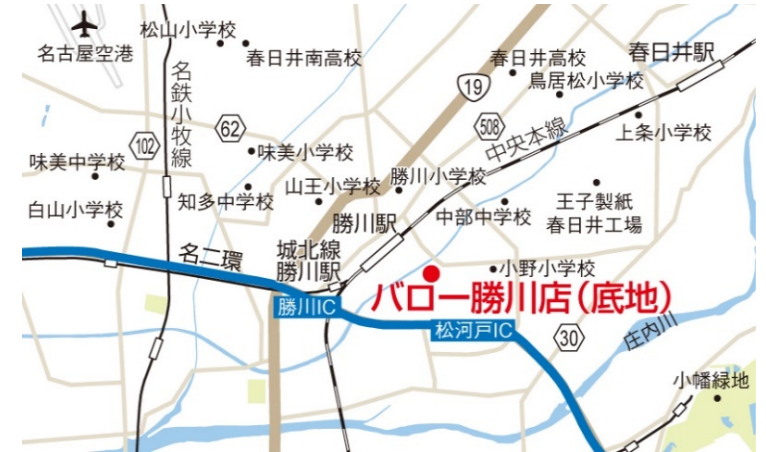 松山小学校
名古屋空港
春日井南高校
春日井高校
春日井駅
鳥居松小学校
19
名鉄小牧線
102
62
508
中央本線
上条小学校
味美小学校
味美中学校
知多中学校
山王小学校
勝川小学校
白山小学校
勝川駅
中部中学校
王子製紙
春日井工場
名二環
城北線
勝川駅
小野小学校
バロー勝川店(底地)
勝川IC
松河戸IC
30
庄内川
小幡緑地